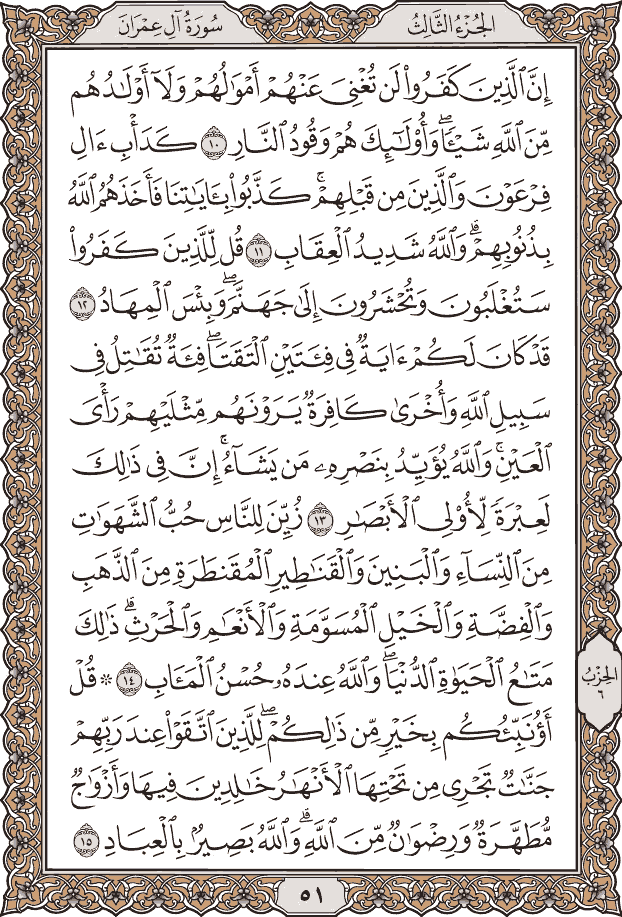 الجُزْءُ الثَّالِثُ
سُورَةُ آلِ عِمْرَانَ
إِنَّ ٱلَّذِينَ كَفَرُواْ لَن تُغْنِىَ عَنْهُمْ أَمْوَٰلُهُمْ وَلَآ أَوْلَـٰدُهُم
مِّنَ ٱللَّهِ شَيْـًٔا ۖ وَأُوْلَـٰٓئِكَ هُمْ وَقُودُ ٱلنَّارِ ١٠ كَدَأْبِ ءَالِ
فِرْعَوْنَ وَٱلَّذِينَ مِن قَبْلِهِمْ ۚ كَذَّبُواْ بِـَٔايَـٰتِنَا فَأَخَذَهُمُ ٱللَّهُ
بِذُنُوبِهِمْ ۗ وَٱللَّهُ شَدِيدُ ٱلْعِقَابِ ١١ قُل لِّلَّذِينَ كَفَرُواْ
سَتُغْلَبُونَ وَتُحْشَرُونَ إِلَىٰ جَهَنَّمَ ۖ وَبِئْسَ ٱلْمِهَادُ ١٢
قَدْ كَانَ لَكُمْ ءَايَةٌ فِى فِئَتَيْنِ ٱلْتَقَتَا ۖ فِئَةٌ تُقَـٰتِلُ فِى
سَبِيلِ ٱللَّهِ وَأُخْرَىٰ كَافِرَةٌ يَرَوْنَهُم مِّثْلَيْهِمْ رَأْىَ
ٱلْعَيْنِ ۚ وَٱللَّهُ يُؤَيِّدُ بِنَصْرِهِۦ مَن يَشَآءُ ۗ إِنَّ فِى ذَٰلِكَ
لَعِبْرَةً لِّأُوْلِى ٱلْأَبْصَـٰرِ ١٣ زُيِّنَ لِلنَّاسِ حُبُّ ٱلشَّهَوَٰتِ
مِنَ ٱلنِّسَآءِ وَٱلْبَنِينَ وَٱلْقَنَـٰطِيرِ ٱلْمُقَنطَرَةِ مِنَ ٱلذَّهَبِ
وَٱلْفِضَّةِ وَٱلْخَيْلِ ٱلْمُسَوَّمَةِ وَٱلْأَنْعَـٰمِ وَٱلْحَرْثِ ۗ ذَٰلِكَ
مَتَـٰعُ ٱلْحَيَوٰةِ ٱلدُّنْيَا ۖ وَٱللَّهُ عِندَهُۥ حُسْنُ ٱلْمَـَٔابِ ١٤ ۞ قُلْ
أَؤُنَبِّئُكُم بِخَيْرٍ مِّن ذَٰلِكُمْ ۖ لِلَّذِينَ ٱتَّقَوْاْ عِندَ رَبِّهِمْ
جَنَّـٰتٌ تَجْرِى مِن تَحْتِهَا ٱلْأَنْهَـٰرُ خَـٰلِدِينَ فِيهَا وَأَزْوَٰجٌ
مُّطَهَّرَةٌ وَرِضْوَٰنٌ مِّنَ ٱللَّهِ ۗ وَٱللَّهُ بَصِيرٌۢ بِٱلْعِبَادِ ١٥
الحِزْبُ
٦
٥١